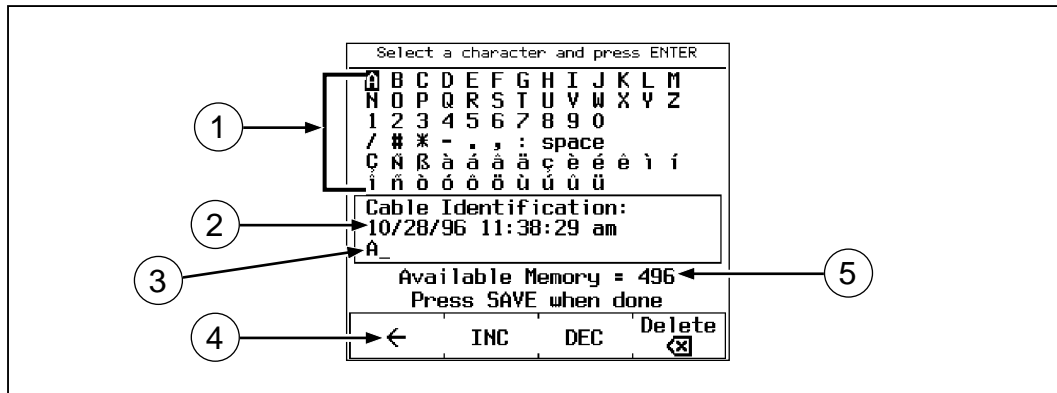 Select a character and press ENTER
A B C D E F G H I J K L M
N O P Q R S T U V W X Y Z
1 2 3 4 5 6 7 8 9 0
/ # * - . , : space
Ç Ñ ß à á â ä ç è é ê ì í
î ñ ò ó ô ö ù ú û ü
Cable Identification:
10/28/96 11:38:29 am
A_
Available Memory = 496
Press SAVE when done
← INC DEC Delete
1
2
3
4
5